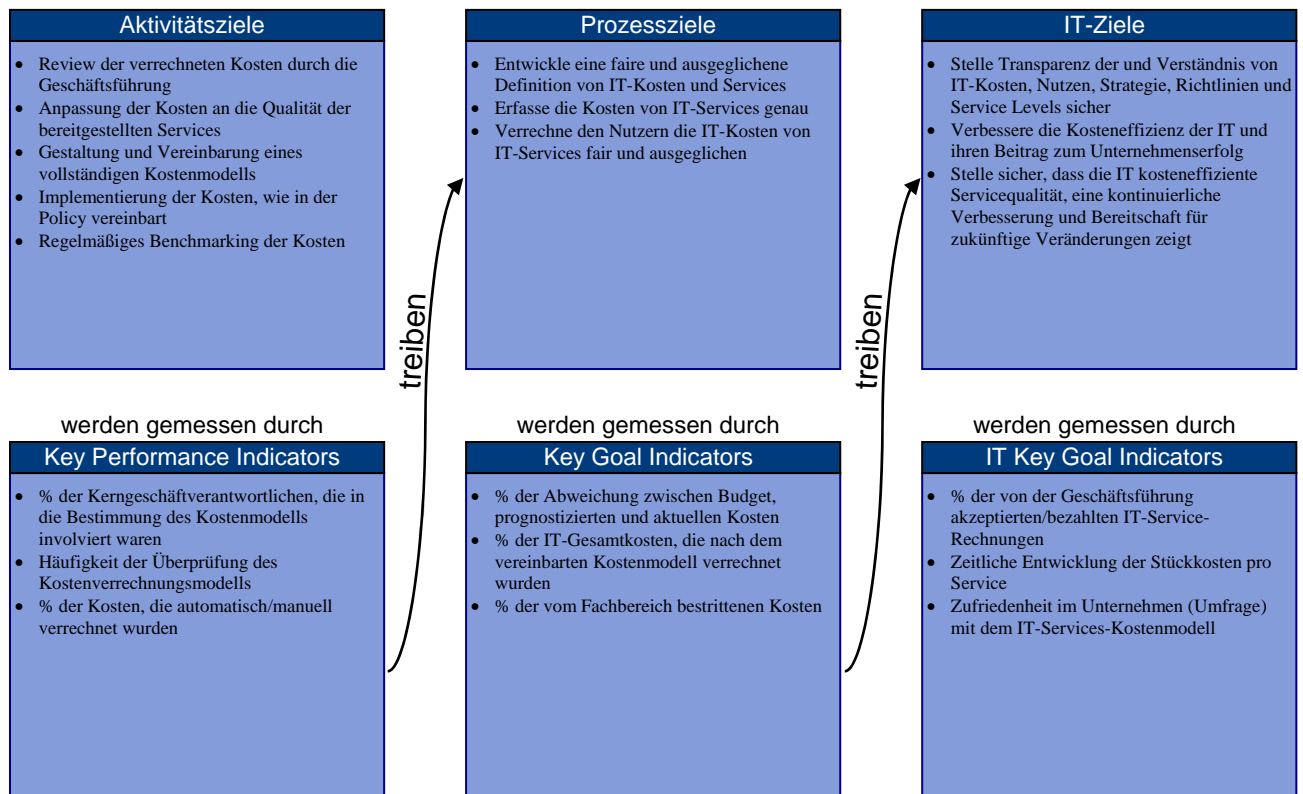 Aktivitätsziele
• Review der verrechneten Kosten durch die
Geschäftsführung
• Anpassung der Kosten an die Qualität der
bereitgestellten Services
• Gestaltung und Vereinbarung eines
vollständigen Kostenmodells
• Implementierung der Kosten, wie in der
Policy vereinbart
• Regelmäßiges Benchmarking der Kosten
treiben
Prozessziele
• Entwickle eine faire und ausgeglichene
Definition von IT-Kosten und Services
• Erfasse die Kosten von IT-Services genau
• Verrechne den Nutzern die IT-Kosten von
IT-Services fair und ausgeglichen
treiben
IT-Ziele
• Stelle Transparenz der und Verständnis von
IT-Kosten, Nutzen, Strategie, Richtlinien und
Service Levels sicher
• Verbessere die Kosteneffizienz der IT und
ihren Beitrag zum Unternehmenserfolg
• Stelle sicher, dass die IT kosteneffiziente
Servicequalität, eine kontinuierliche
Verbesserung und Bereitschaft für
zukünftige Veränderungen zeigt
werden gemessen durch
Key Performance Indicators
• % der Kerngeschäftverantwortlichen, die in
die Bestimmung des Kostenmodells
involviert waren
• Häufigkeit der Überprüfung des
Kostenverrechnungsmodells
• % der Kosten, die automatisch/manuell
verrechnet wurden
werden gemessen durch
Key Goal Indicators
• % der Abweichung zwischen Budget,
prognostizierten und aktuellen Kosten
• % der IT-Gesamtkosten, die nach dem
vereinbarten Kostenmodell verrechnet
wurden
• % der vom Fachbereich bestrittenen Kosten
werden gemessen durch
IT Key Goal Indicators
• % der von der Geschäftsführung
akzeptierten/bezahlten IT-Service-
Rechnungen
• Zeitliche Entwicklung der Stückkosten pro
Service
• Zufriedenheit im Unternehmen (Umfrage)
mit dem IT-Services-Kostenmodell